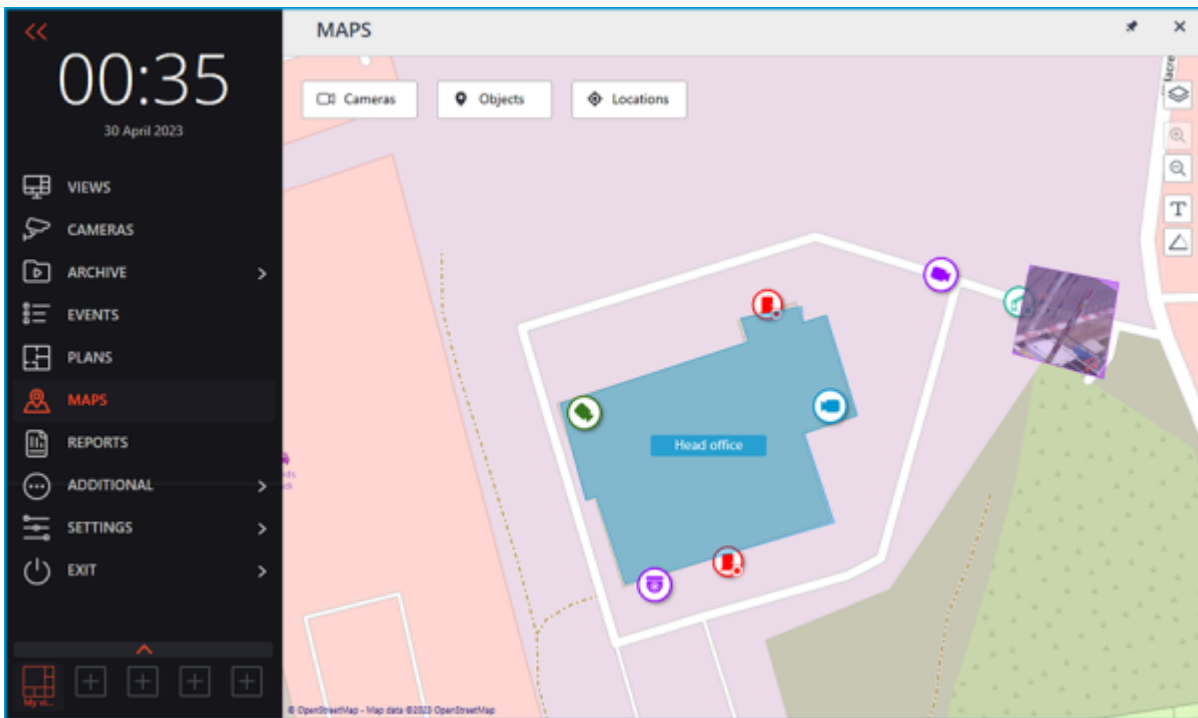 00:35
30 April 2023
VIEWS
CAMERAS
ARCHIVE
EVENTS
PLANS
MAPS
REPORTS
ADDITIONAL
SETTINGS
EXIT
MAPS
Cameras
Objects
Locations
T
Head office
© OpenStreetMap - Map data ©2023 OpenStreetMap